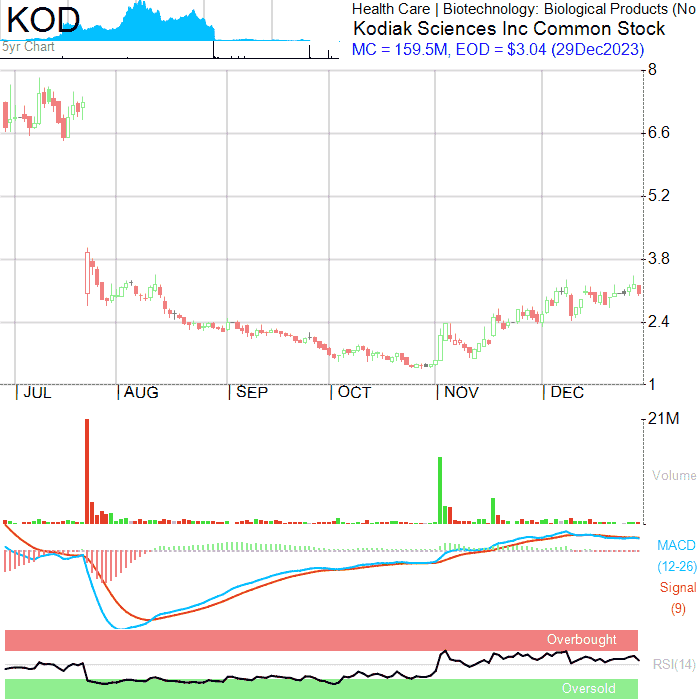 KOD
5yr Chart
Health Care | Biotechnology: Biological Products (No
Kodiak Sciences Inc Common Stock
MC = 159.5M, EOD = $3.04 (29Dec2023)
8
6.6
5.2
3.8
2.4
1
JUL AUG SEP OCT NOV DEC
21M
Volume
MACD
(12-26)
Signal
(9)
Overbought
RSI(14)
Oversold